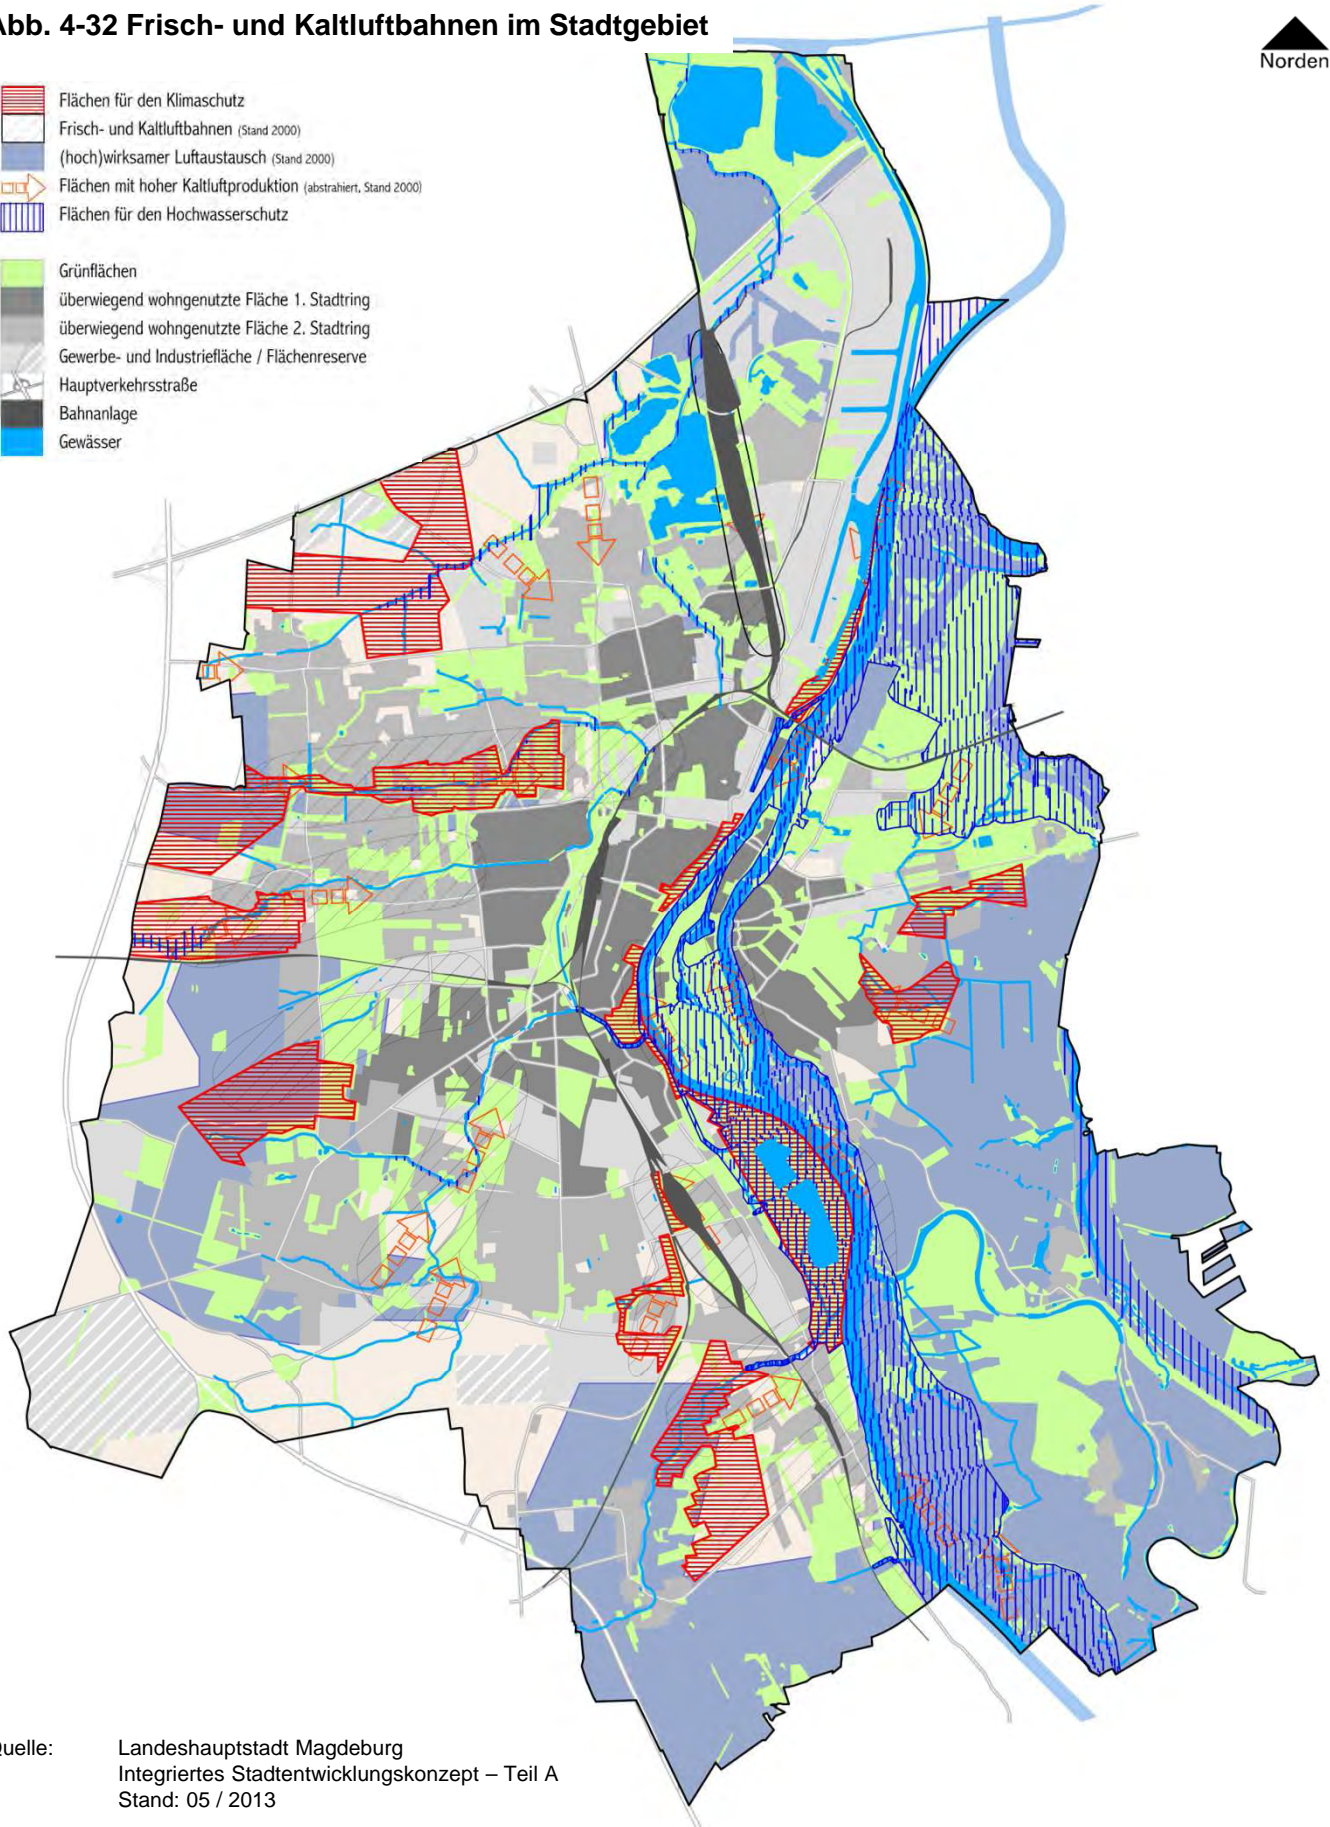 Abb. 4-32 Frisch- und Kaltluftbahnen im Stadtgebiet
Norden
Flächen für den Klimaschutz
Frisch- und Kaltluftbahnen (Stand 2000)
(hoch)wirksamer Luftaustausch (Stand 2000)
Flächen mit hoher Kaltluftproduktion (abstrahiert, Stand 2000)
Flächen für den Hochwasserschutz
Grünflächen
überwiegend wohngenutzte Fläche 1. Stadtring
überwiegend wohngenutzte Fläche 2. Stadtring
Gewerbe- und Industriefläche / Flächenreserve
Hauptverkehrsstraße
Bahnanlage
Gewässer
Quelle: Landeshauptstadt Magdeburg
Integriertes Stadtentwicklungskonzept – Teil A
Stand: 05 / 2013